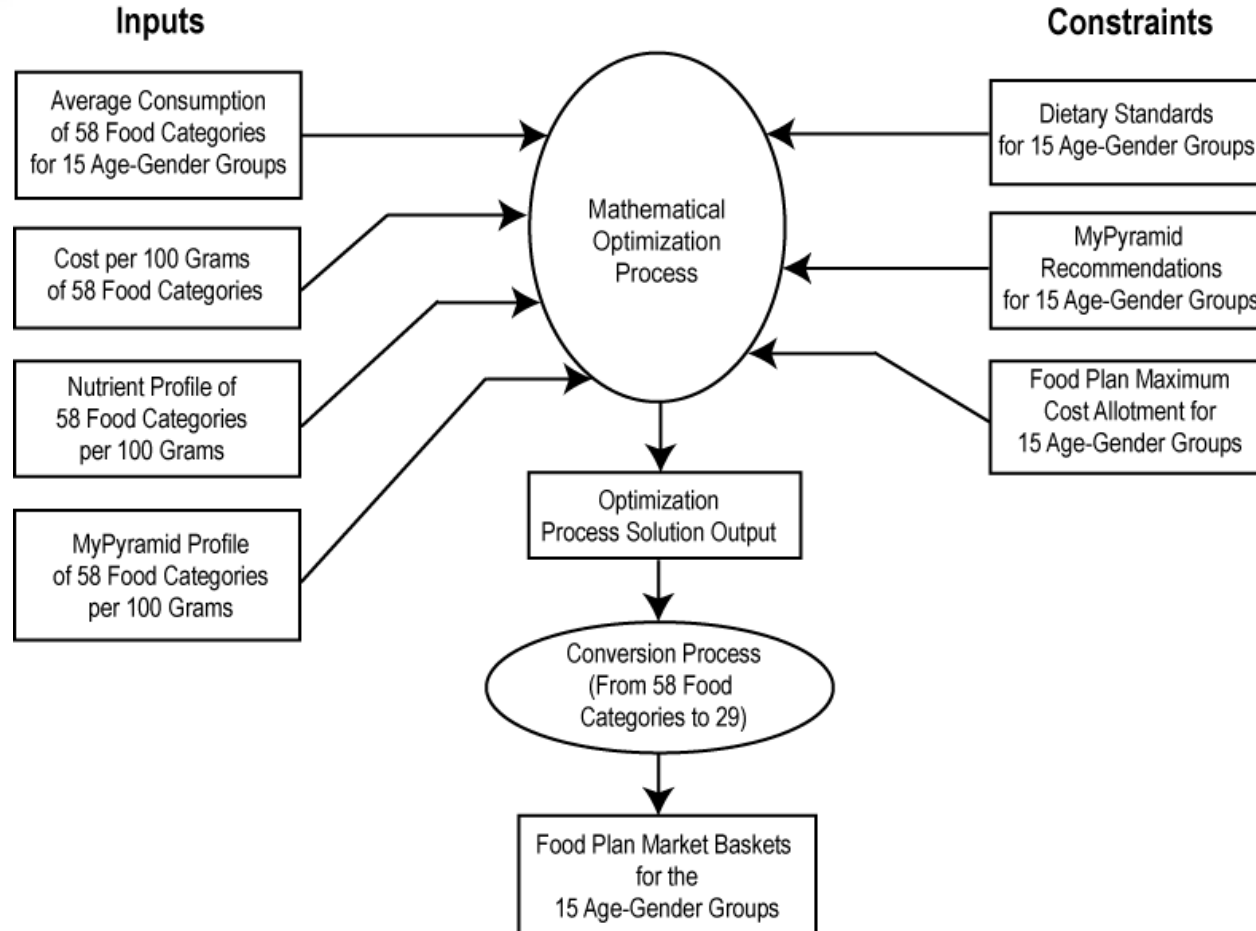 Inputs
Average Consumption
of 58 Food Categories
for 15 Age-Gender Groups
Cost per 100 Grams
of 58 Food Categories
Nutrient Profile of
58 Food Categories
per 100 Grams
MyPyramid Profile
of 58 Food Categories
per 100 Grams
Mathematical
Optimization
Process
Optimization
Process Solution Output
Conversion Process
(From 58 Food
Categories to 29)
Food Plan Market Baskets
for the
15 Age-Gender Groups
Constraints
Dietary Standards
for 15 Age-Gender Groups
MyPyramid
Recommendations
for 15 Age-Gender Groups
Food Plan Maximum
Cost Allotment for
15 Age-Gender Groups